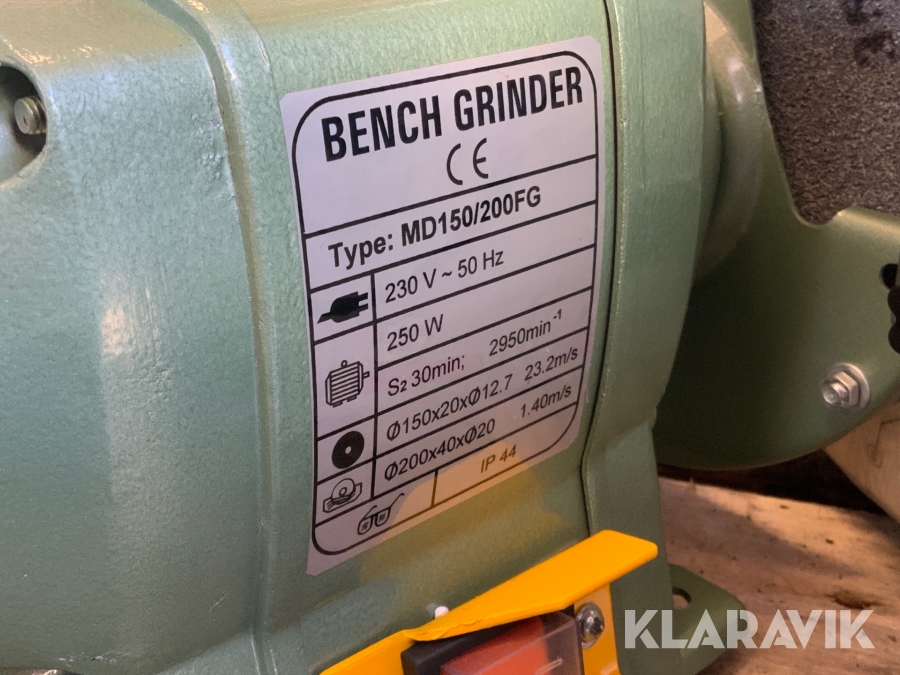 BENCH GRINDER
CE
Type: MD150/200FG
230 V ~ 50 Hz
250 W
S2 30min; 2950min-1
Ø150x20xØ12.7 23.2m/s
Ø200x40xØ20 1.40m/s
IP 44
KLARAVIK